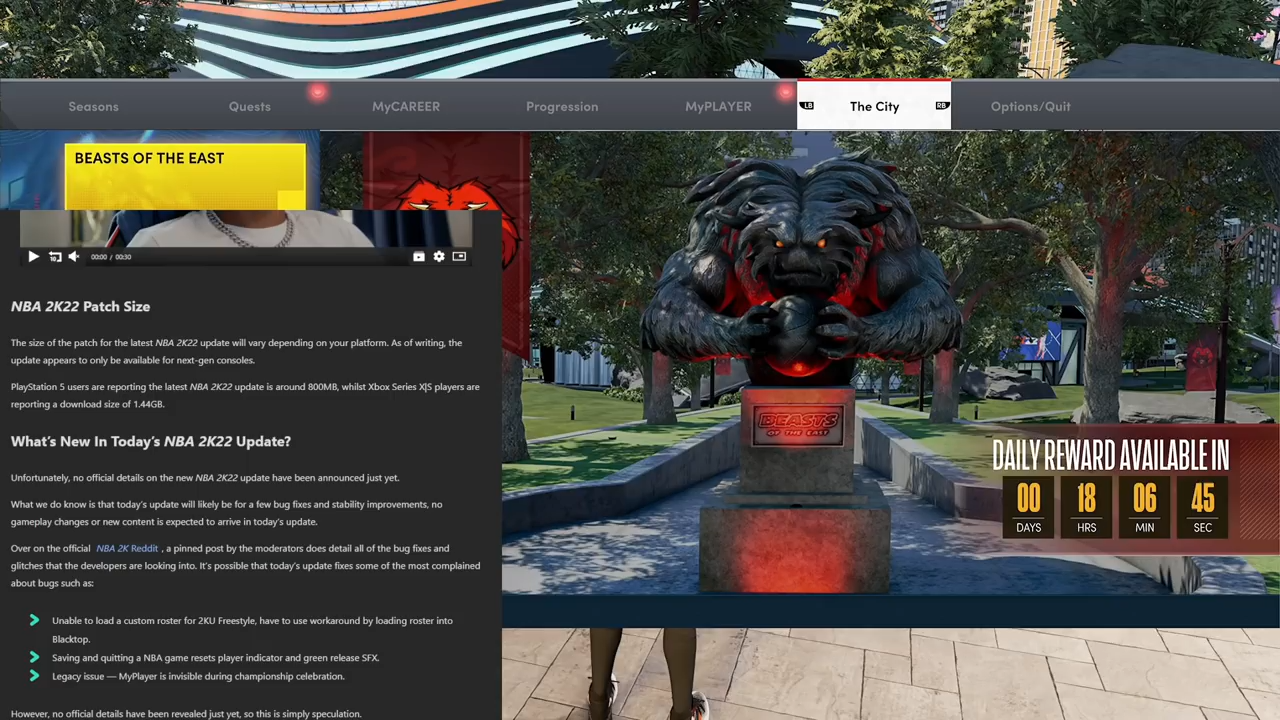 Seasons
Quests
MyCAREER
Progression
MyPLAYER
LB
The City
RB
Options/Quit
BEASTS OF THE EAST
10
00:00 / 00:30
NBA 2K22 Patch Size
The size of the patch for the latest NBA 2K22 update will vary depending on your platform. As of writing, the
update appears to only be available for next-gen consoles.
PlayStation 5 users are reporting the latest NBA 2K22 update is around 800MB, whilst Xbox Series X|S players are
reporting a download size of 1.44GB.
What's New In Today's NBA 2K22 Update?
Unfortunately, no official details on the new NBA 2K22 update have been announced just yet.
What we do know is that today's update will likely be for a few bug fixes and stability improvements, no
gameplay changes or new content is expected to arrive in today's update.
Over on the official NBA 2K Reddit , a pinned post by the moderators does detail all of the bug fixes and
glitches that the developers are looking into. It's possible that today's update fixes some of the most complained
about bugs such as:
Unable to load a custom roster for 2KU Freestyle, have to use workaround by loading roster into
Blacktop.
Saving and quitting a NBA game resets player indicator and green release SFX.
Legacy issue — MyPlayer is invisible during championship celebration.
However, no official details have been revealed just yet, so this is simply speculation.
BEASTS
OF THE EAST
DAILY REWARD AVAILABLE IN
00 18 06 45
DAYS HRS MIN SEC